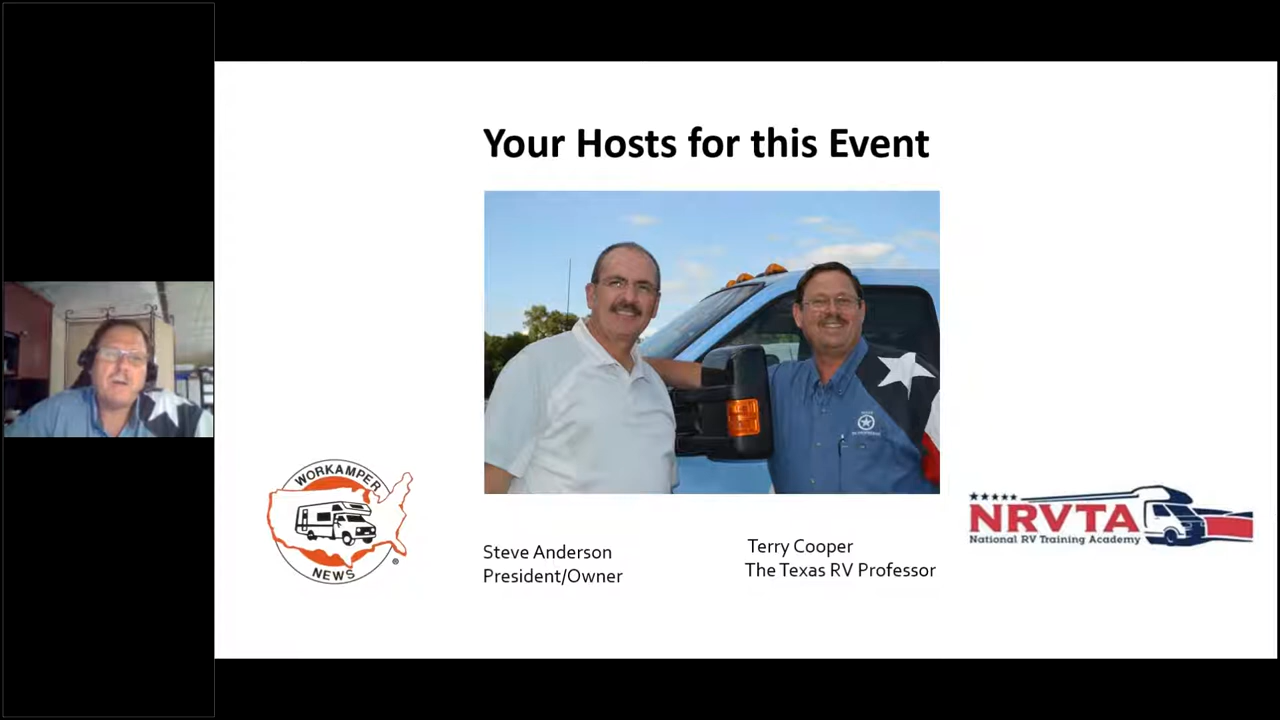 Your Hosts for this Event
WORKAMPER
NEWS
®
Steve Anderson
President/Owner
Terry Cooper
The Texas RV Professor
NRVTA
National RV Training Academy